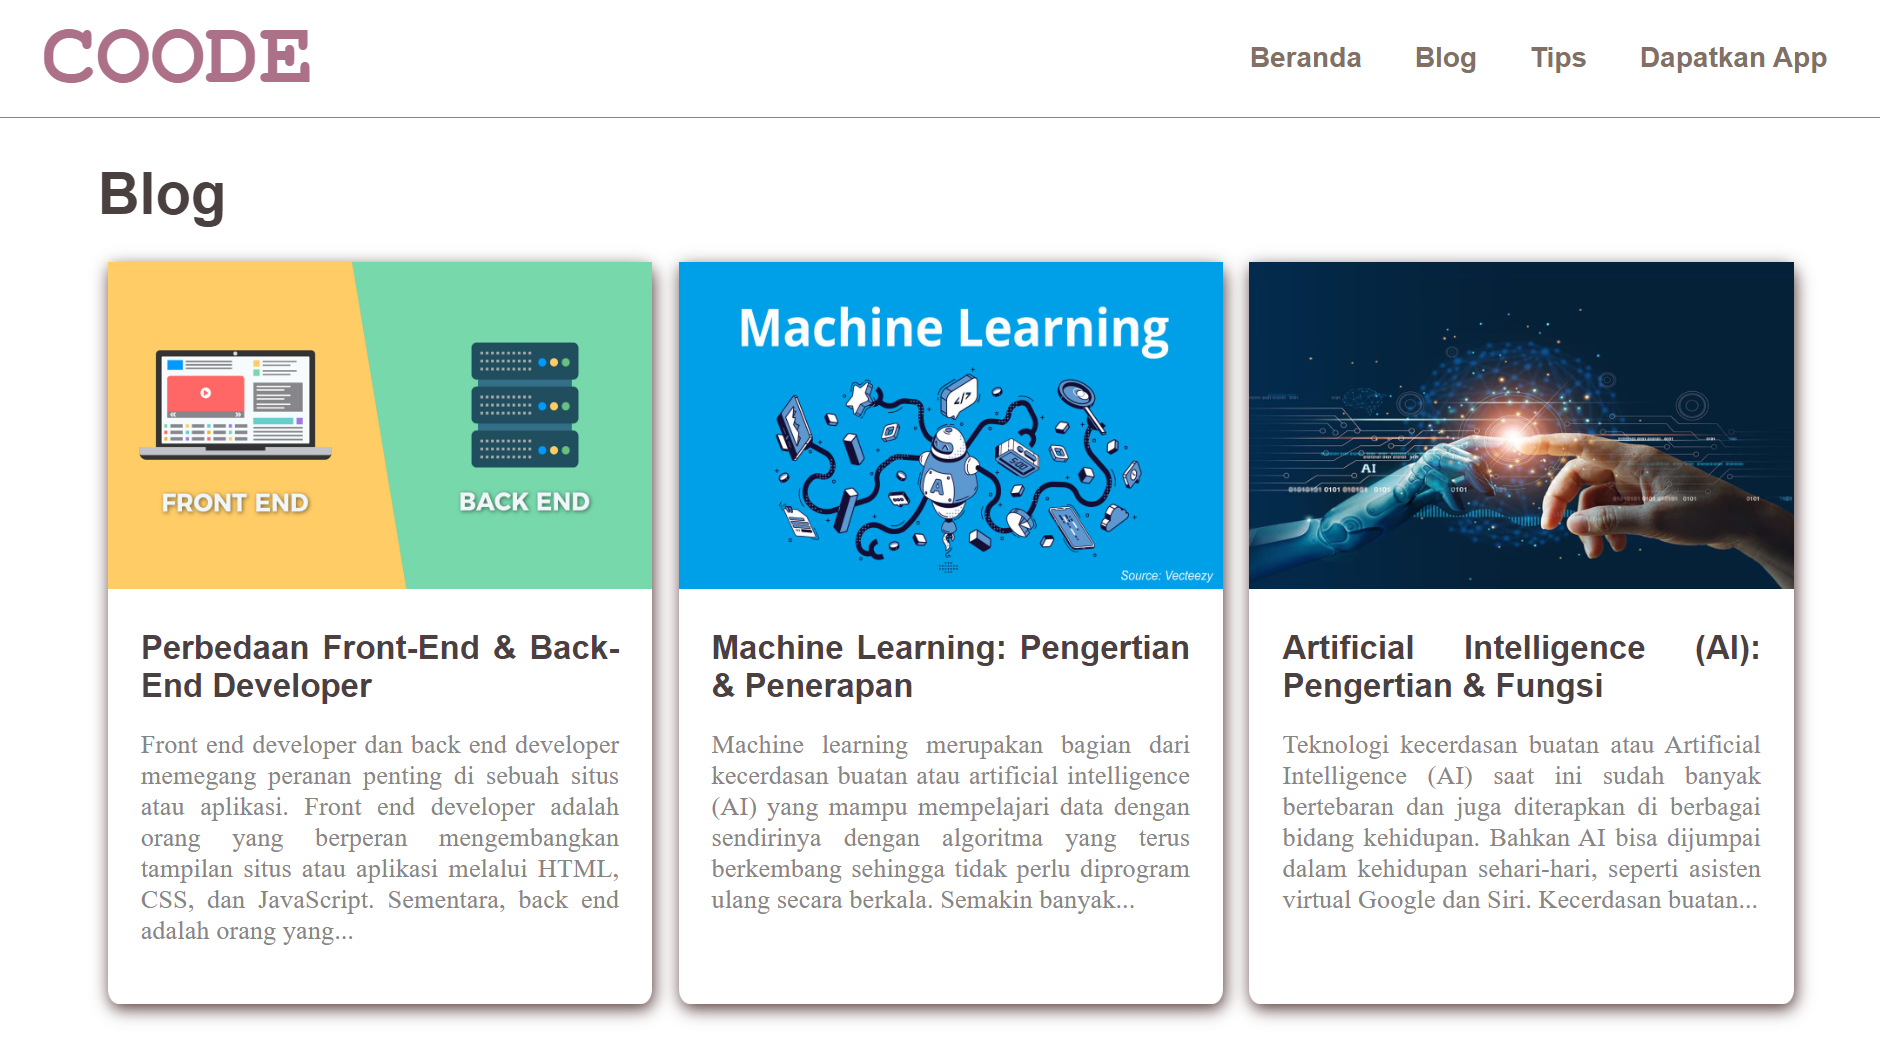 COODE
Beranda Blog Tips Dapatkan App
Blog
FRONT END
BACK END
Perbedaan Front-End & Back-
End Developer
Front end developer dan back end developer
memegang peranan penting di sebuah situs
atau aplikasi. Front end developer adalah
orang yang berperan mengembangkan
tampilan situs atau aplikasi melalui HTML,
CSS, dan JavaScript. Sementara, back end
adalah orang yang...
Machine Learning
</>
A
Source: Vecteezy
Machine Learning: Pengertian
& Penerapan
Machine learning merupakan bagian dari
kecerdasan buatan atau artificial intelligence
(AI) yang mampu mempelajari data dengan
sendirinya dengan algoritma yang terus
berkembang sehingga tidak perlu diprogram
ulang secara berkala. Semakin banyak...
AI
01010101 0101 010101 0101
0101
0101
Artificial Intelligence (AI):
Pengertian & Fungsi
Teknologi kecerdasan buatan atau Artificial
Intelligence (AI) saat ini sudah banyak
bertebaran dan juga diterapkan di berbagai
bidang kehidupan. Bahkan AI bisa dijumpai
dalam kehidupan sehari-hari, seperti asisten
virtual Google dan Siri. Kecerdasan buatan...